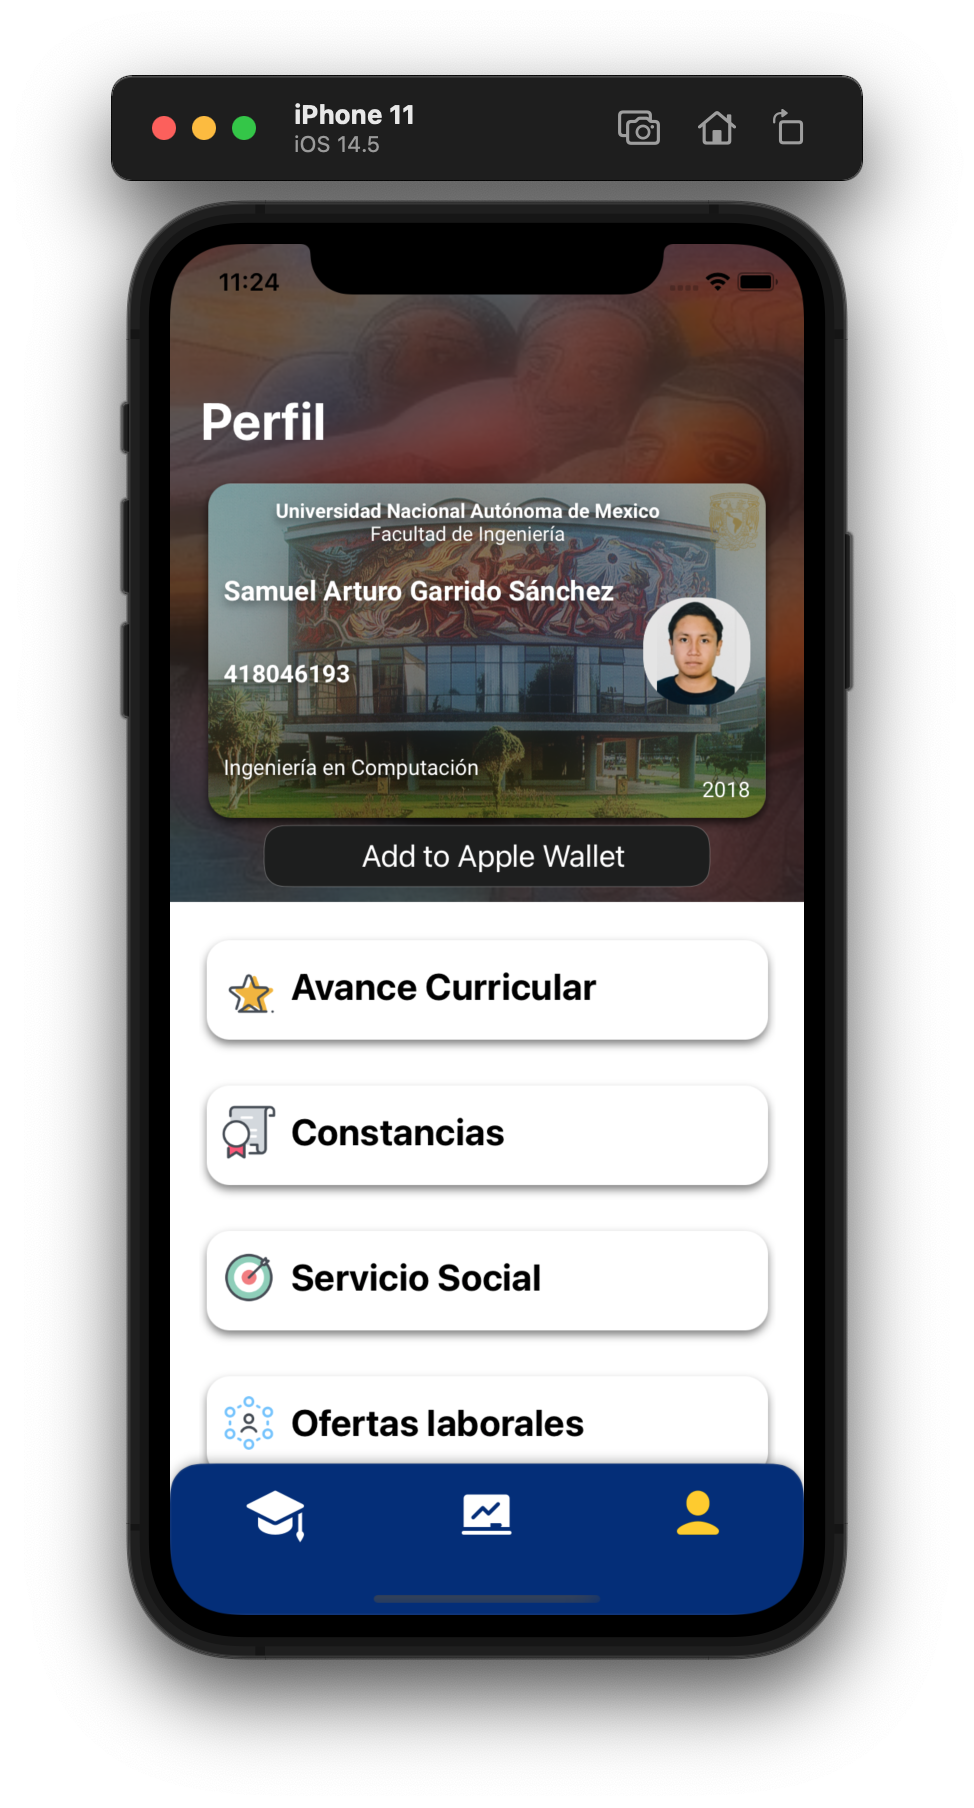 iPhone 11
iOS 14.5
11:24
Perfil
Universidad Nacional Autónoma de Mexico
Facultad de Ingeniería
Samuel Arturo Garrido Sánchez
418046193
Ingeniería en Computación
2018
Add to Apple Wallet
Avance Curricular
Constancias
Servicio Social
Ofertas laborales